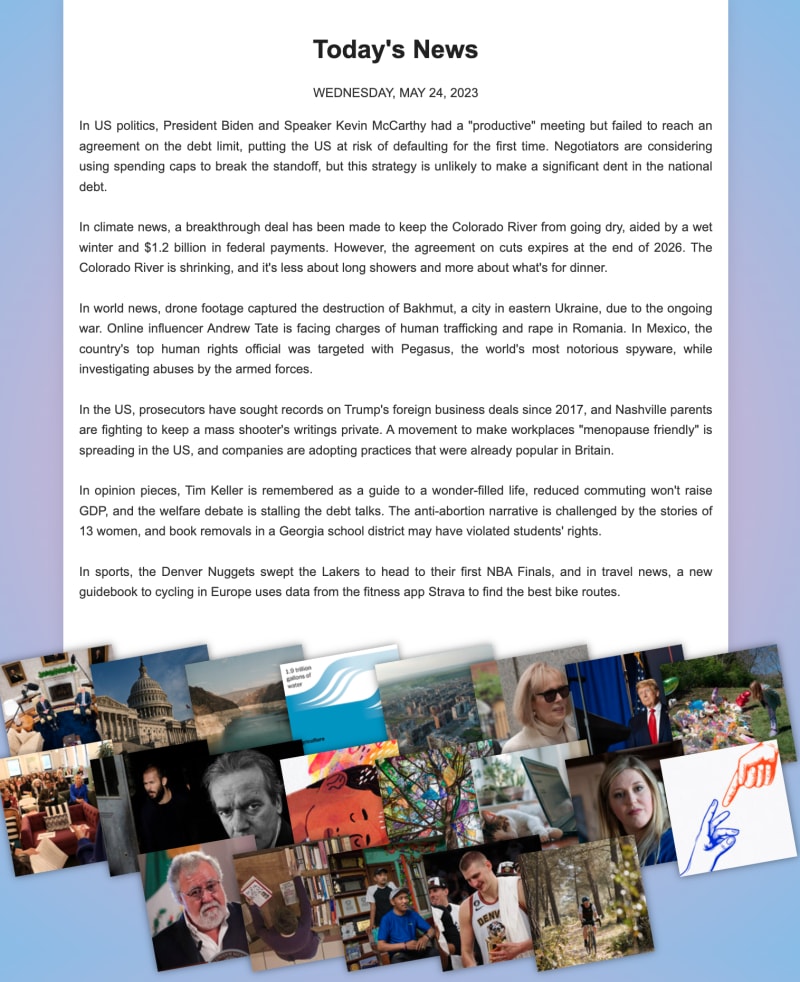 Today's News
WEDNESDAY, MAY 24, 2023
In US politics, President Biden and Speaker Kevin McCarthy had a "productive" meeting but failed to reach an
agreement on the debt limit, putting the US at risk of defaulting for the first time. Negotiators are considering
using spending caps to break the standoff, but this strategy is unlikely to make a significant dent in the national
debt.
In climate news, a breakthrough deal has been made to keep the Colorado River from going dry, aided by a wet
winter and $1.2 billion in federal payments. However, the agreement on cuts expires at the end of 2026. The
Colorado River is shrinking, and it's less about long showers and more about what's for dinner.
In world news, drone footage captured the destruction of Bakhmut, a city in eastern Ukraine, due to the ongoing
war. Online influencer Andrew Tate is facing charges of human trafficking and rape in Romania. In Mexico, the
country's top human rights official was targeted with Pegasus, the world's most notorious spyware, while
investigating abuses by the armed forces.
In the US, prosecutors have sought records on Trump's foreign business deals since 2017, and Nashville parents
are fighting to keep a mass shooter's writings private. A movement to make workplaces "menopause friendly" is
spreading in the US, and companies are adopting practices that were already popular in Britain.
In opinion pieces, Tim Keller is remembered as a guide to a wonder-filled life, reduced commuting won't raise
GDP, and the welfare debate is stalling the debt talks. The anti-abortion narrative is challenged by the stories of
13 women, and book removals in a Georgia school district may have violated students' rights.
In sports, the Denver Nuggets swept the Lakers to head to their first NBA Finals, and in travel news, a new
guidebook to cycling in Europe uses data from the fitness app Strava to find the best bike routes.
1.9 trillion
gallons of
water
DENV